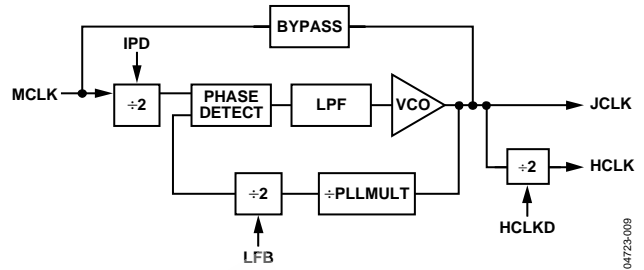 BYPASS
IPD
MCLK
÷2
PHASE
DETECT
LPF
VCO
JCLK
÷2
÷PLLMULT
÷2
HCLK
LFB
HCLKD
04723-009